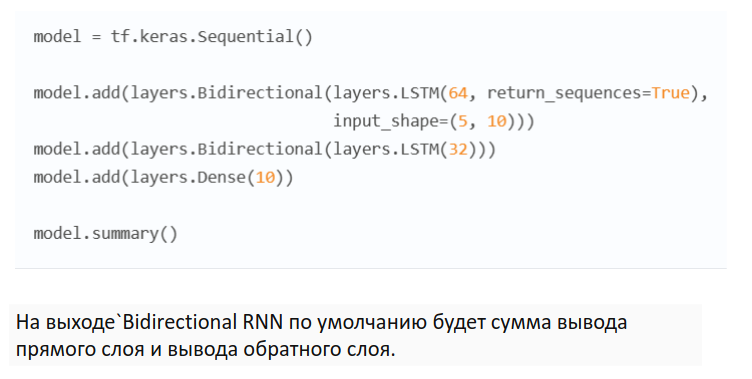 model = tf.keras.Sequential()
model.add(layers.Bidirectional(layers.LSTM(64, return_sequences=True),
input_shape=(5, 10)))
model.add(layers.Bidirectional(layers.LSTM(32)))
model.add(layers.Dense(10))
model.summary()
На выходе`Bidirectional RNN по умолчанию будет сумма вывода
прямого слоя и вывода обратного слоя.